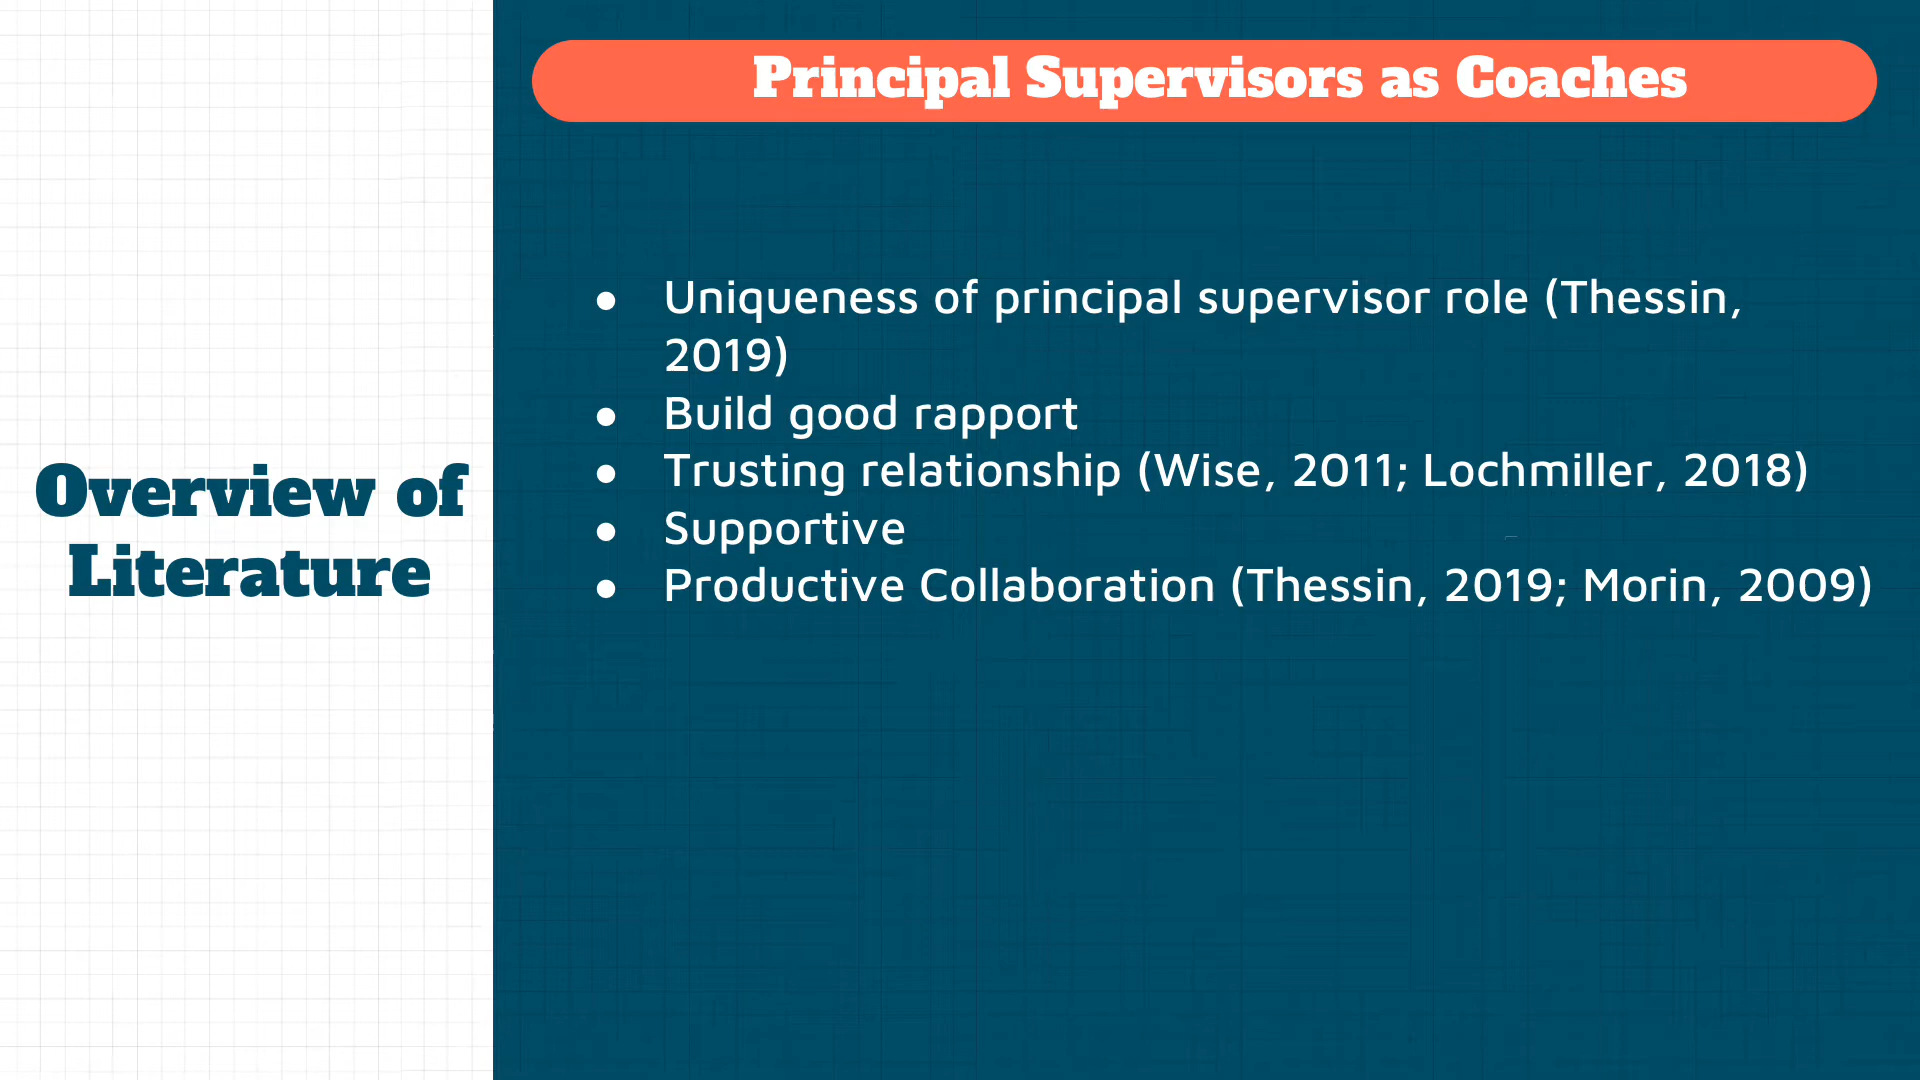 Overview of
Literature
Principal Supervisors as Coaches
● Uniqueness of principal supervisor role (Thessin,
2019)
● Build good rapport
● Trusting relationship (Wise, 2011; Lochmiller, 2018)
● Supportive
● Productive Collaboration (Thessin, 2019; Morin, 2009)